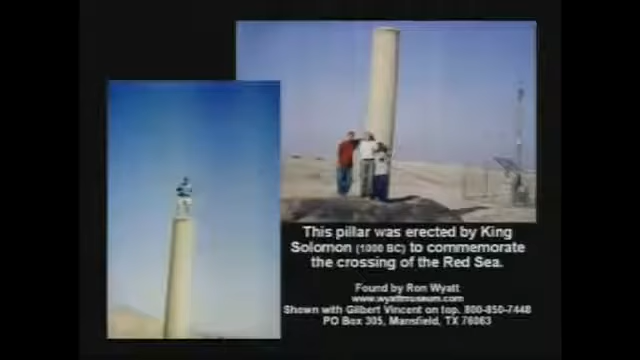 This pillar was erected by King
Solomon (1000 BC) to commemorate
the crossing of the Red Sea.
Found by Ron Wyatt
www.wyattmuseum.com
Shown with Gilbert Vincent on top. 800-850-7448
PO Box 305, Mansfield, TX 76063